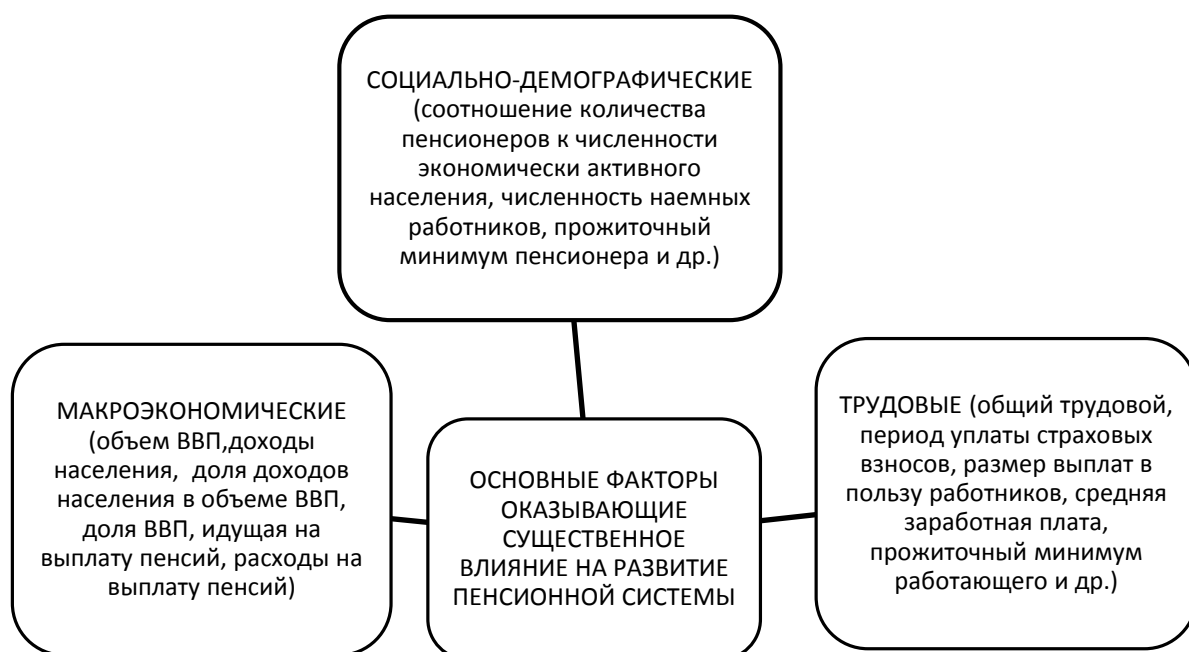 СОЦИАЛЬНО-ДЕМОГРАФИЧЕСКИЕ
(соотношение количества
пенсионеров к численности
экономически активного
населения, численность наемных
работников, прожиточный
минимум пенсионера и др.)
МАКРОЭКОНОМИЧЕСКИЕ
(объем ВВП,доходы
населения, доля доходов
населения в объеме ВВП,
доля ВВП, идущая на
выплату пенсий, расходы на
выплату пенсий)
ОСНОВНЫЕ ФАКТОРЫ
ОКАЗЫВАЮЩИЕ
СУЩЕСТВЕННОЕ
ВЛИЯНИЕ НА РАЗВИТИЕ
ПЕНСИОННОЙ СИСТЕМЫ
ТРУДОВЫЕ (общий трудовой,
период уплаты страховых
взносов, размер выплат в
пользу работников, средняя
заработная плата,
прожиточный минимум
работающего и др.)